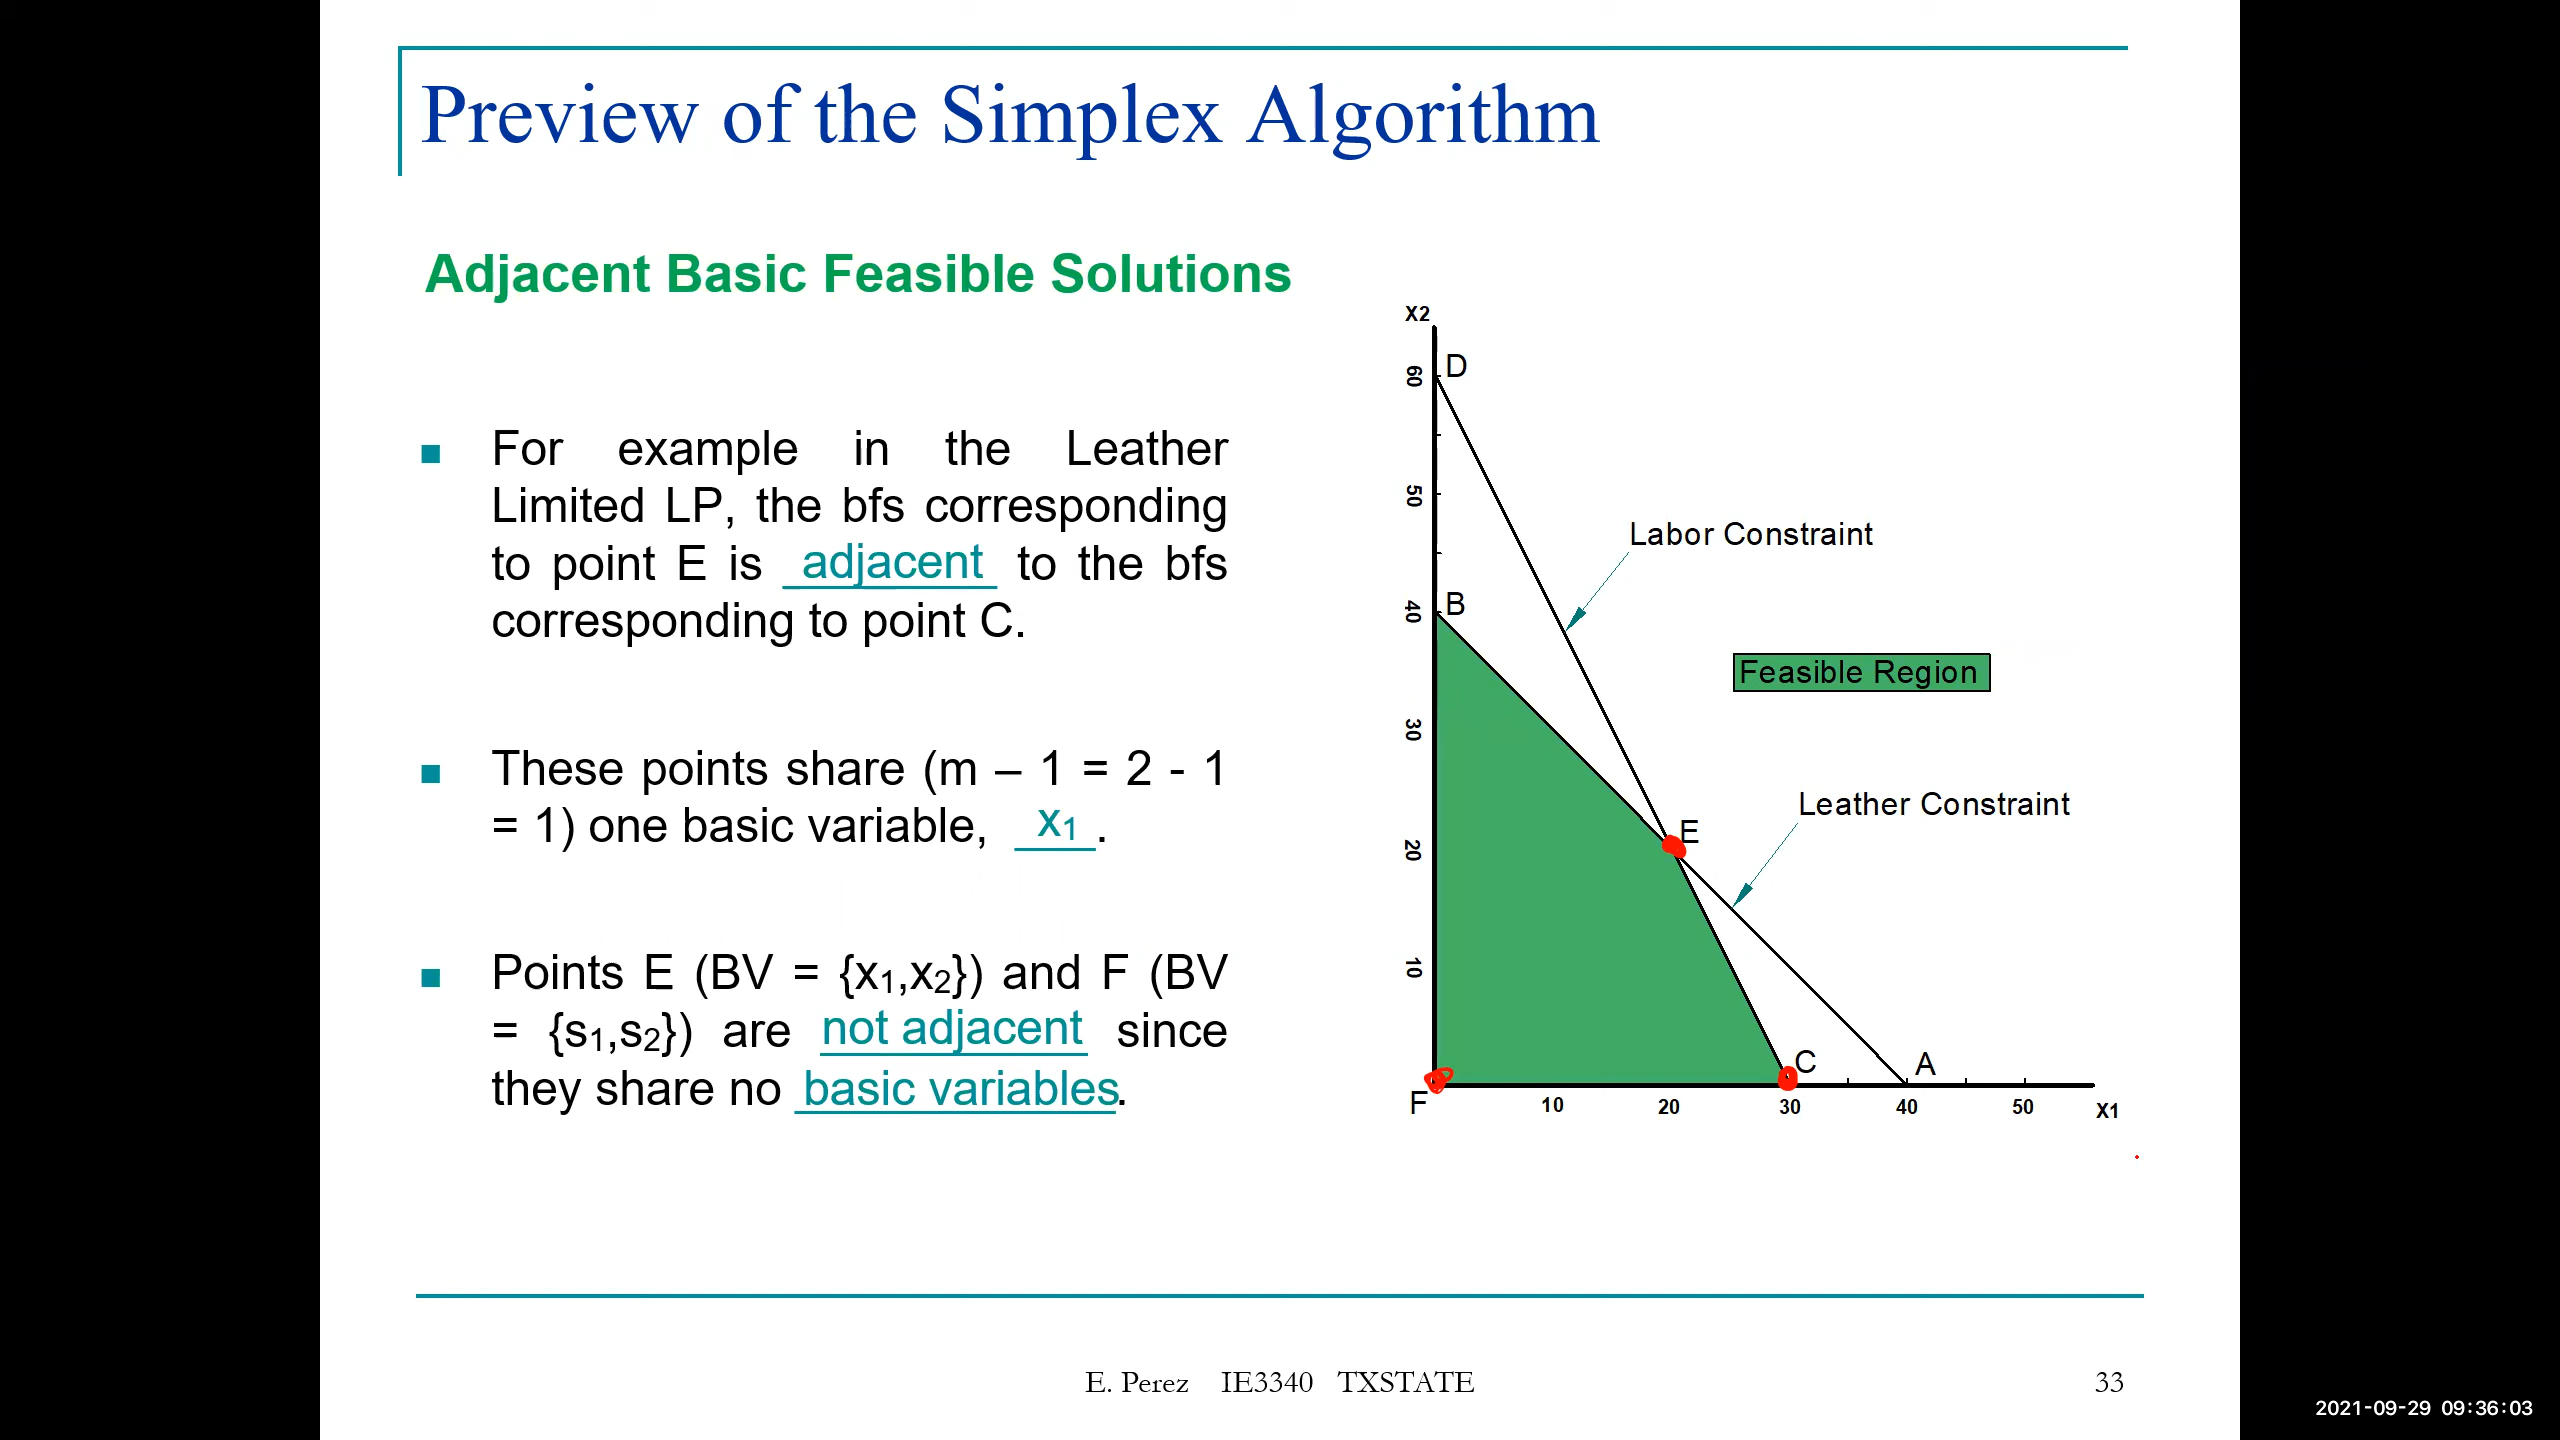 Preview of the Simplex Algorithm
Adjacent Basic Feasible Solutions
For example in the Leather
Limited LP, the bfs corresponding
to point E is adjacent to the bfs
corresponding to point C.
These points share (m – 1 = 2 - 1
= 1) one basic variable, x₁.
Points E (BV = {x₁,x₂}) and F (BV
= {s₁,s₂}) are not adjacent since
they share no basic variables.
X2
60
D
50
Labor Constraint
40
B
Feasible Region
30
Leather Constraint
20
E
10
C
A
F
10 20 30 40 50 X1
E. Perez IE3340 TXSTATE
33
2021-09-29 09:36:03